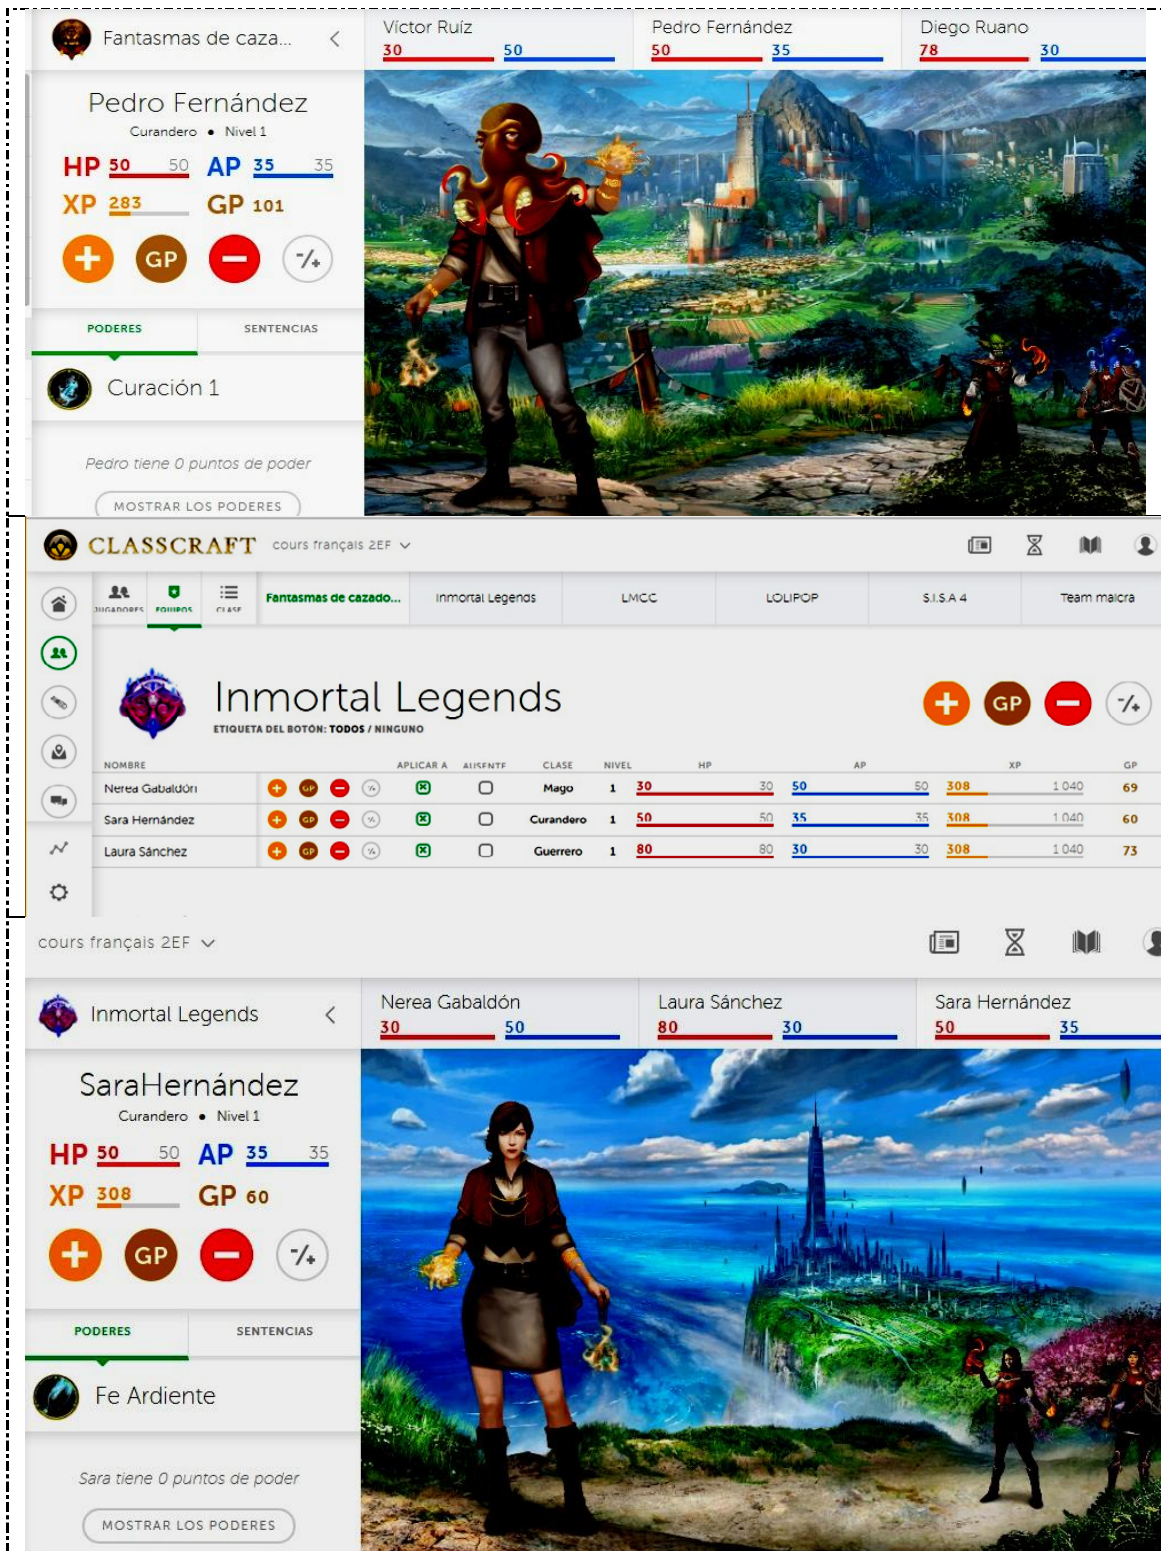 Fantasmas de caza... <
Víctor Ruíz Pedro Fernández Diego Ruano
30 50 50 35 78 30
Pedro Fernández
Curandero • Nivel 1
HP 50 50 AP 35 35
XP 283 GP 101
+ GP − -/+
PODERES SENTENCIAS
Curación 1
Pedro tiene 0 puntos de poder
MOSTRAR LOS PODERES
CLASSCRAFT cours français 2EF
JUGADORES EQUIPOS CLASE Fantasmas de cazado... Inmortal Legends LMCC LOLIPOP S.I.S.A 4 Team maicra
Inmortal Legends
+ GP − -/+
ETIQUETA DEL BOTÓN: TODOS / NINGUNO
NOMBRE APLICAR A AUSENTE CLASE NIVEL HP AP XP GP
Nerea Gabaldón + GP − -/+ Mago 1 30 30 50 50 308 1 040 69
Sara Hernández + GP − -/+ Curandero 1 50 50 35 35 308 1 040 60
Laura Sánchez + GP − -/+ Guerrero 1 80 80 30 30 308 1 040 73
cours français 2EF
Inmortal Legends <
Nerea Gabaldón Laura Sánchez Sara Hernández
30 50 80 30 50 35
SaraHernández
Curandero • Nivel 1
HP 50 50 AP 35 35
XP 308 GP 60
+ GP − -/+
PODERES SENTENCIAS
Fe Ardiente
Sara tiene 0 puntos de poder
MOSTRAR LOS PODERES